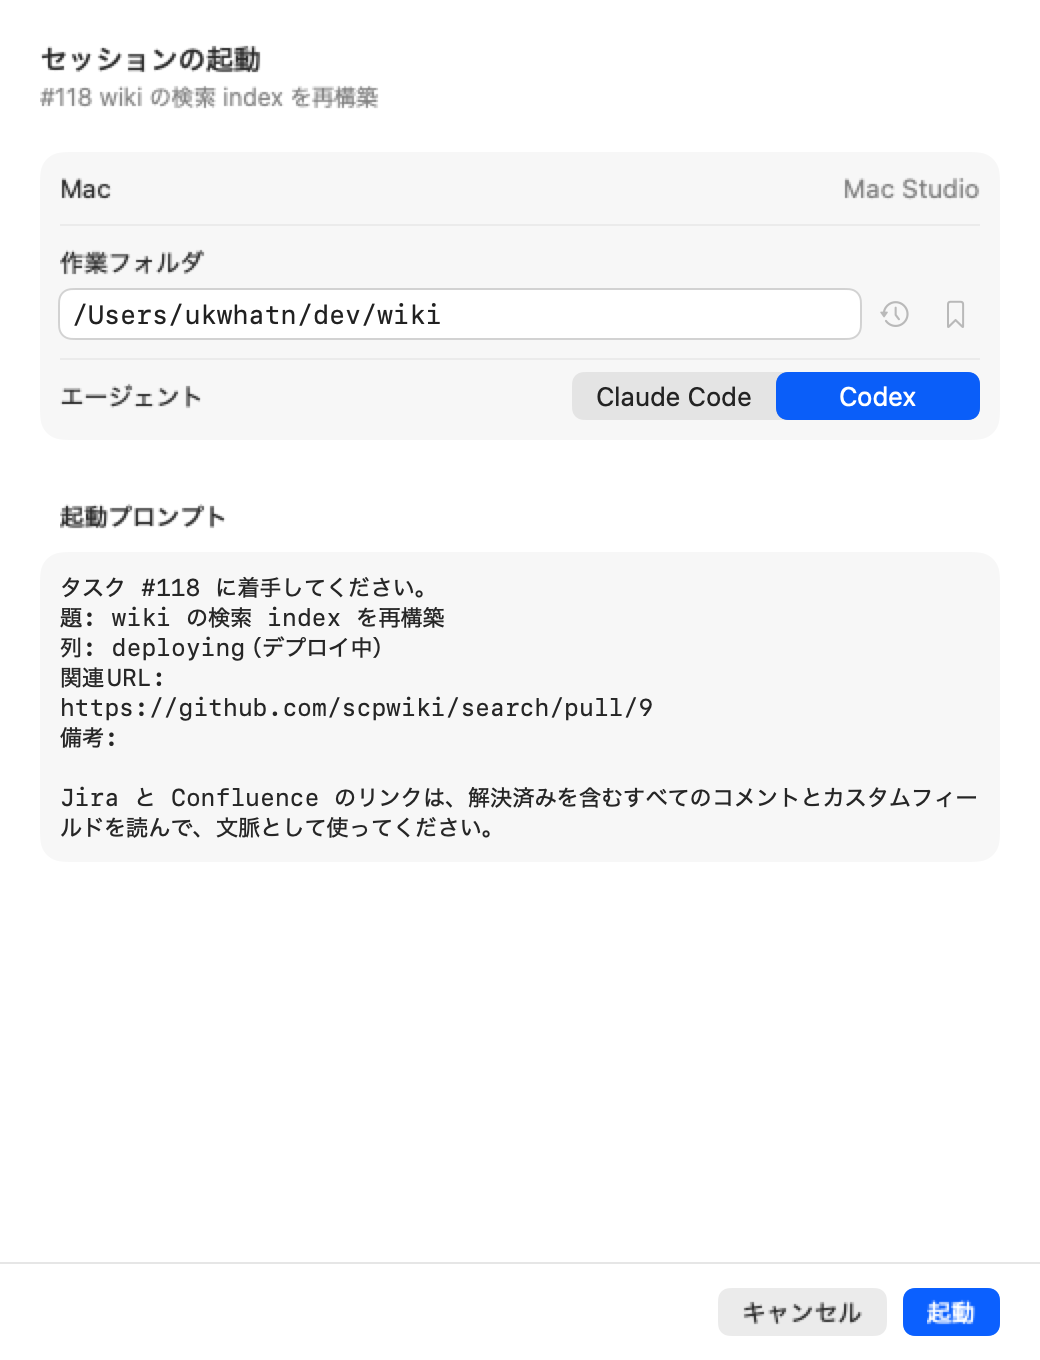 セッションの起動
#118 wiki の検索 index を再構築
Mac
Mac Studio
作業フォルダ
/Users/ukwhatn/dev/wiki
エージェント
Claude Code
Codex
起動プロンプト
タスク #118 に着手してください。
題: wiki の検索 index を再構築
列: deploying（デプロイ中）
関連URL:
https://github.com/scpwiki/search/pull/9
備考:
Jira と Confluence のリンクは、解決済みを含むすべてのコメントとカスタムフィー
ルドを読んで、文脈として使ってください。
キャンセル
起動